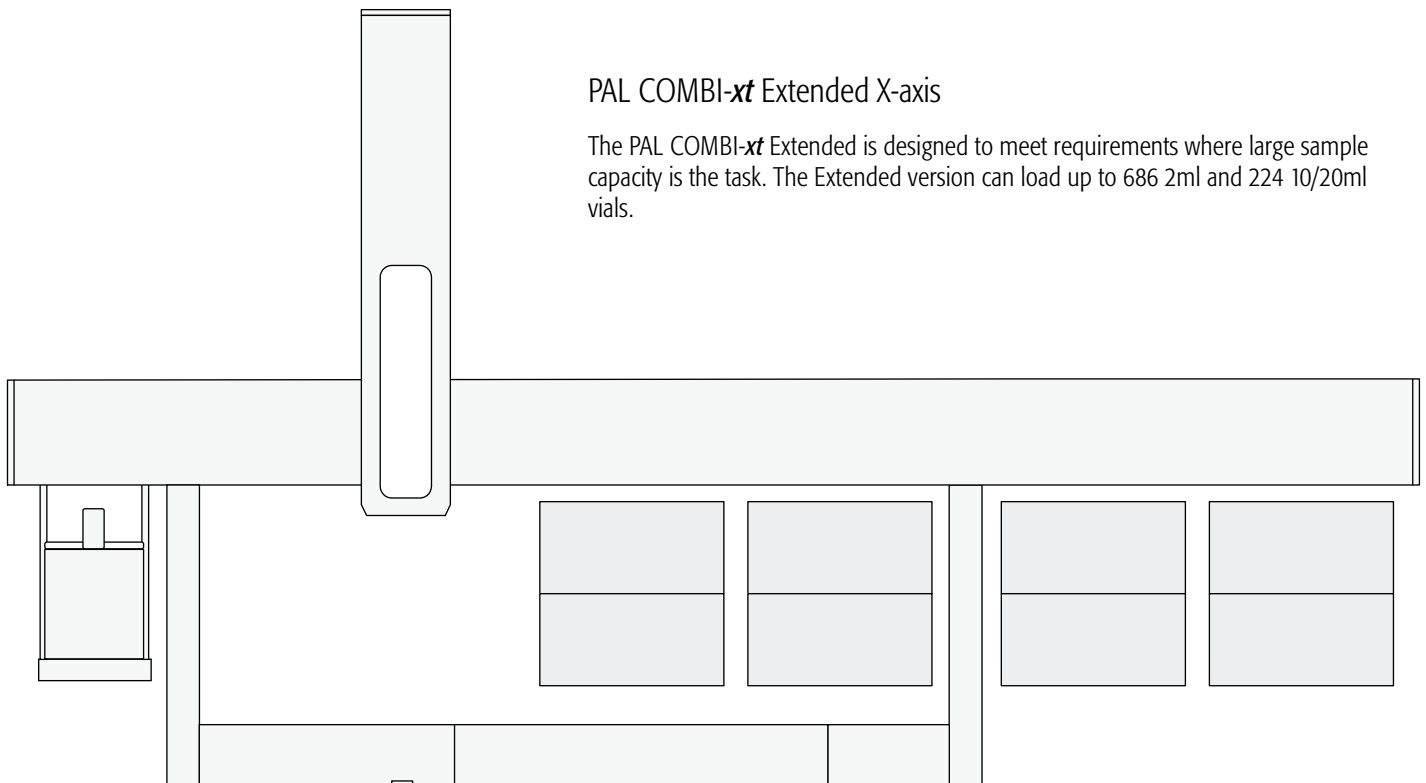 PAL COMBI-xt Extended X-axis
The PAL COMBI-xt Extended is designed to meet requirements where large sample
capacity is the task. The Extended version can load up to 686 2ml and 224 10/20ml
vials.